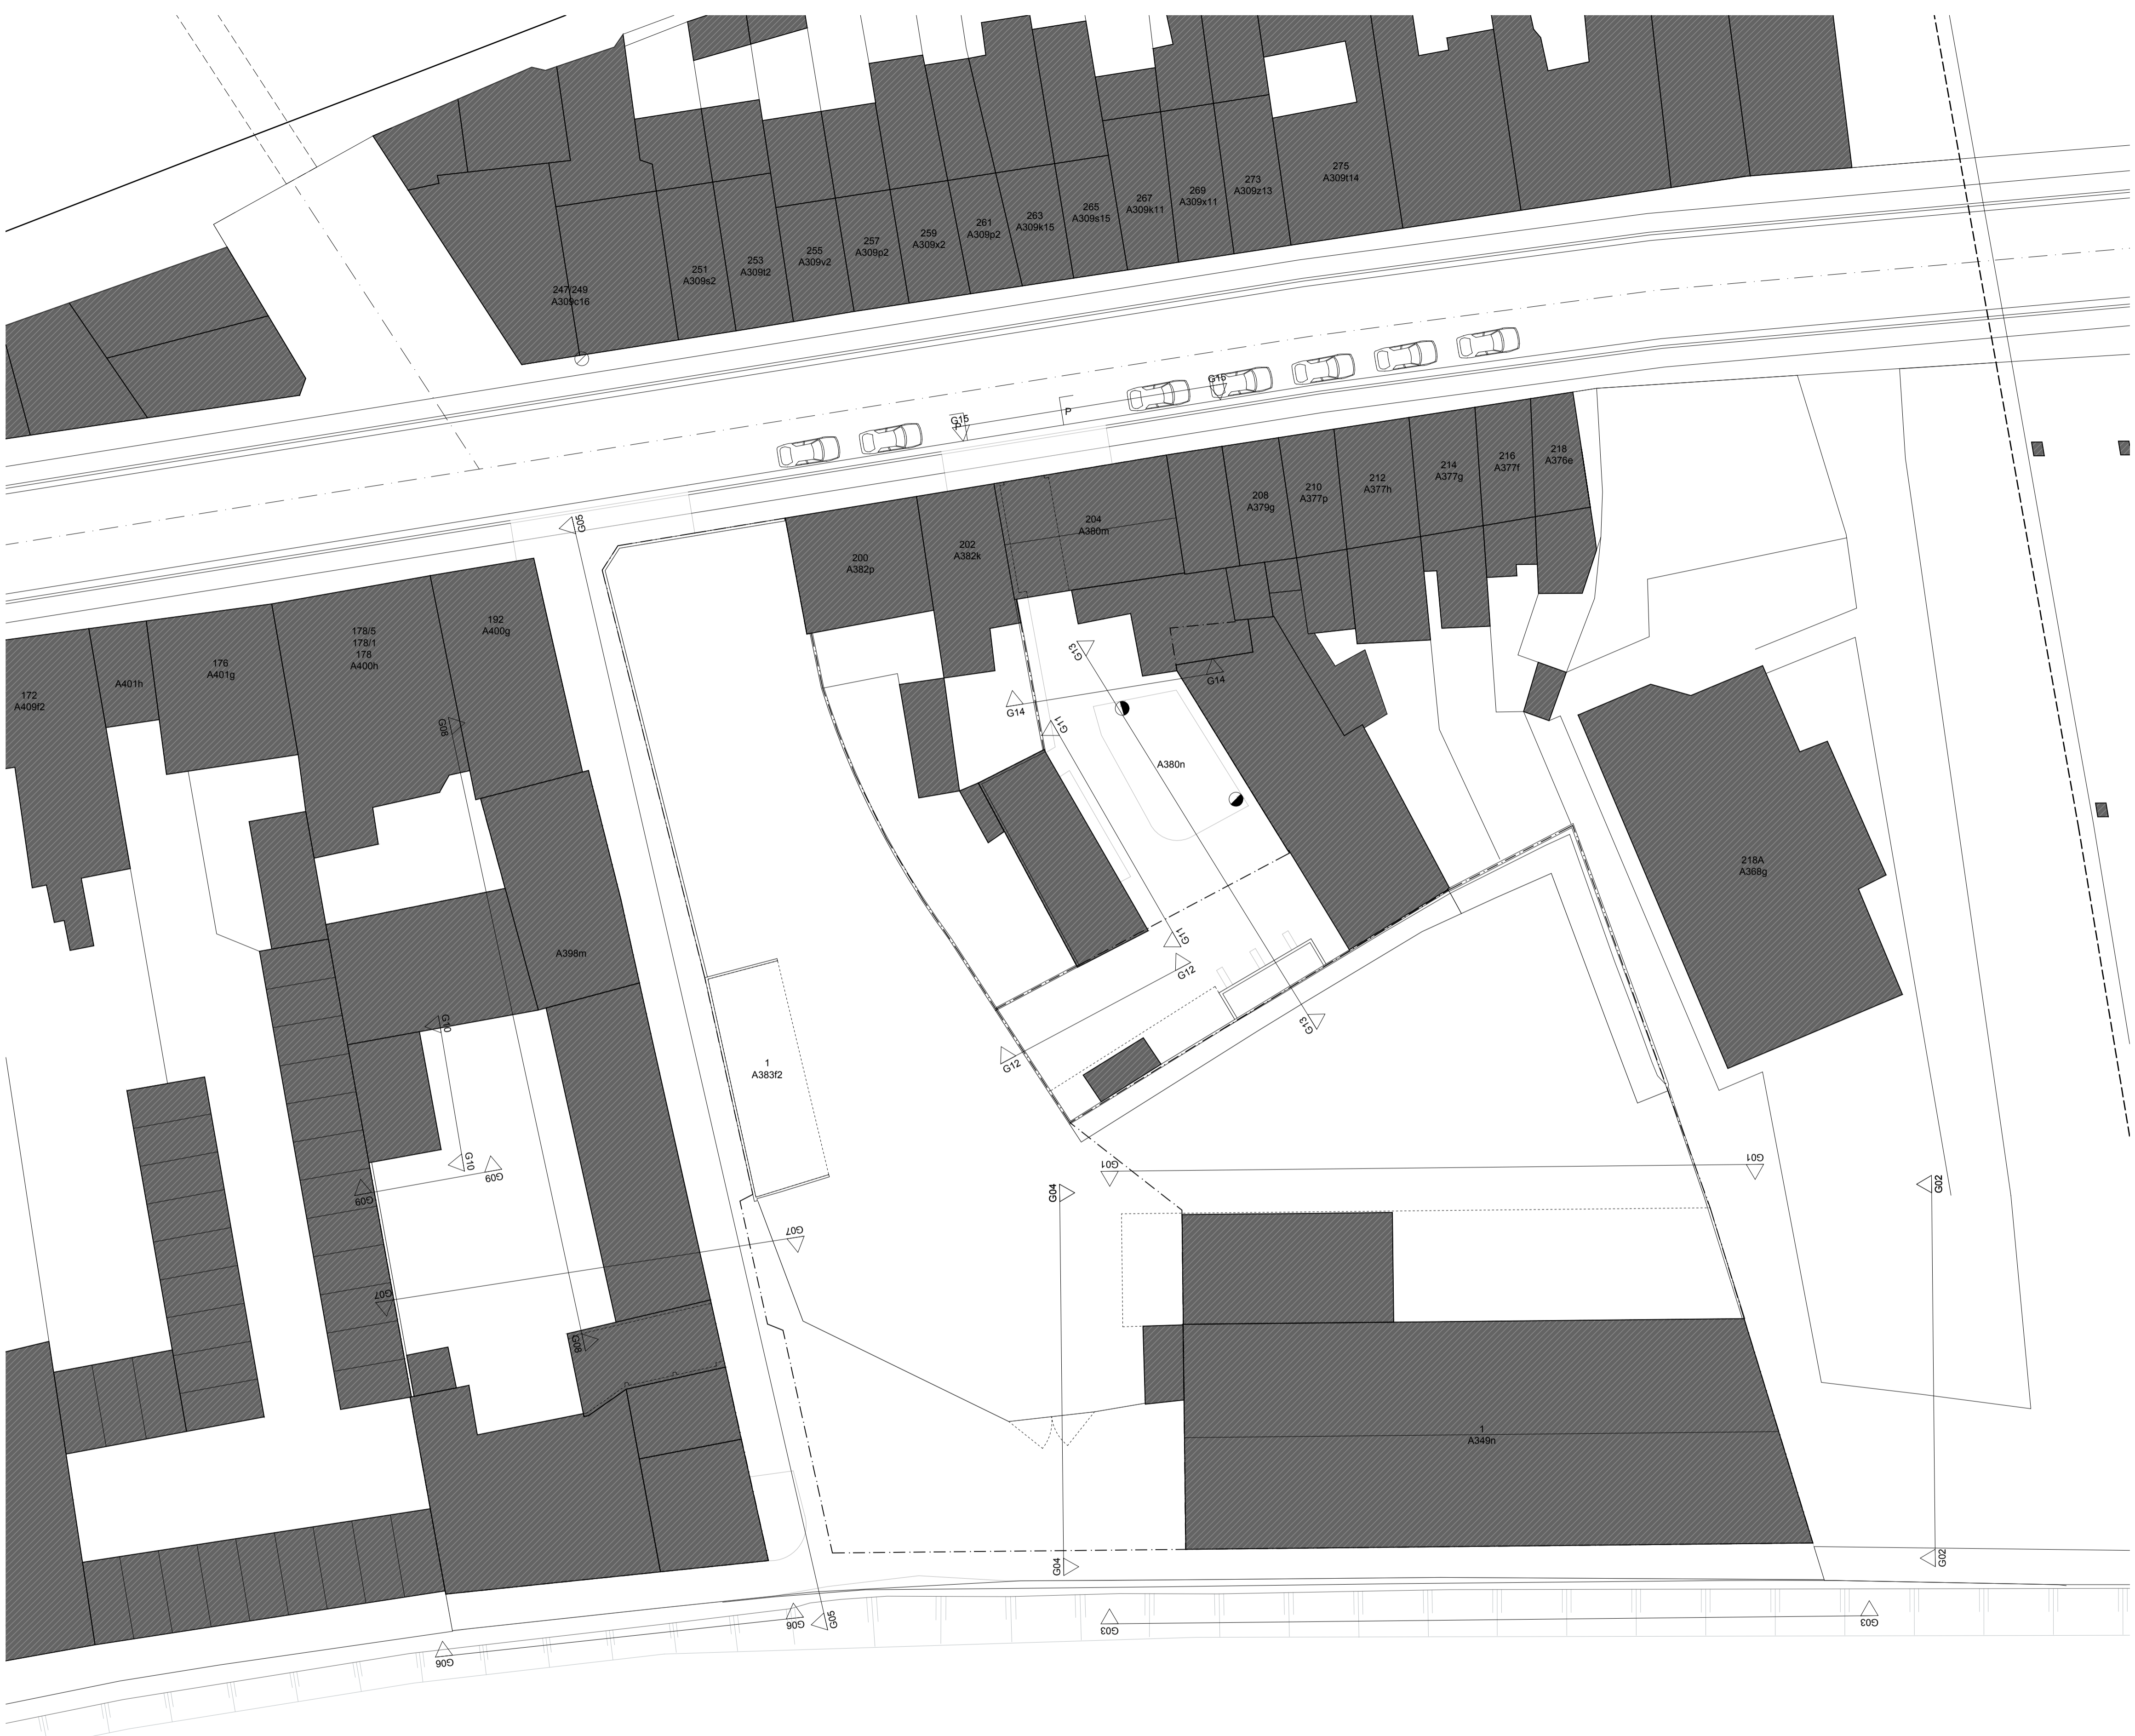 275
A309t14
273
A309z13
269
A309x11
267
A309k11
265
A309s15
263
A309k15
261
A309p2
259
A309x2
257
A309p2
255
A309v2
253
A309t2
251
A309s2
247/249
A309c16
G15
G15
P
P
218
A376e
216
A377f
214
A377g
212
A377h
210
A377p
208
A379g
204
A380m
202
A382k
200
A382p
G05
192
A400g
178/5
178/1
178
A400h
176
A401g
A401h
172
A409f2
G08
G13
G14
G14
G11
A380n
218A
A368g
A398m
G11
G12
G10
G13
G12
1
A383f2
G10
G09
G09
G01
G01
G04
G02
G07
G07
G08
1
A349n
G04
G02
G05
G06
G06
G03
G03